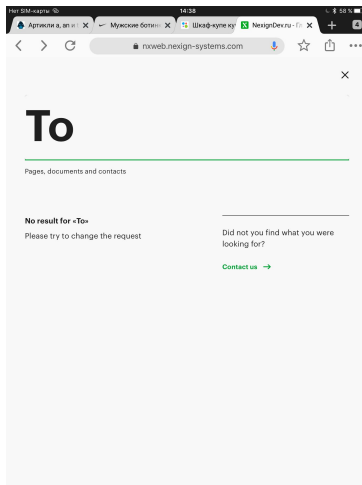 Нет SIM-карты
14:38
58 %
Артикли a, an и
Мужские ботин
Шкаф-купе ку
NexignDev.ru - Гл
4
nxweb.nexign-systems.com
To
Pages, documents and contacts
No result for «To»
Please try to change the request
Did not you find what you were
looking for?
Contact us →